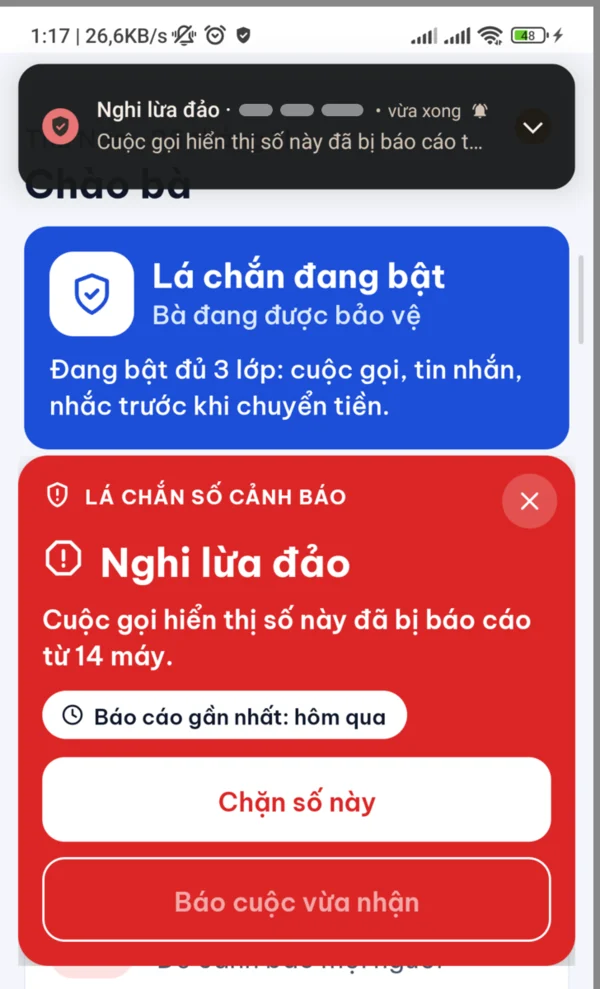 1:17 | 26,6KB/s
48
Nghi lừa đảo · • vừa xong
Cuộc gọi hiển thị số này đã bị báo cáo t...
Chào bà
Lá chắn đang bật
Bà đang được bảo vệ
Đang bật đủ 3 lớp: cuộc gọi, tin nhắn,
nhắc trước khi chuyển tiền.
LÁ CHẮN SỐ CẢNH BÁO
Nghi lừa đảo
Cuộc gọi hiển thị số này đã bị báo cáo
từ 14 máy.
Báo cáo gần nhất: hôm qua
Chặn số này
Báo cuộc vừa nhận